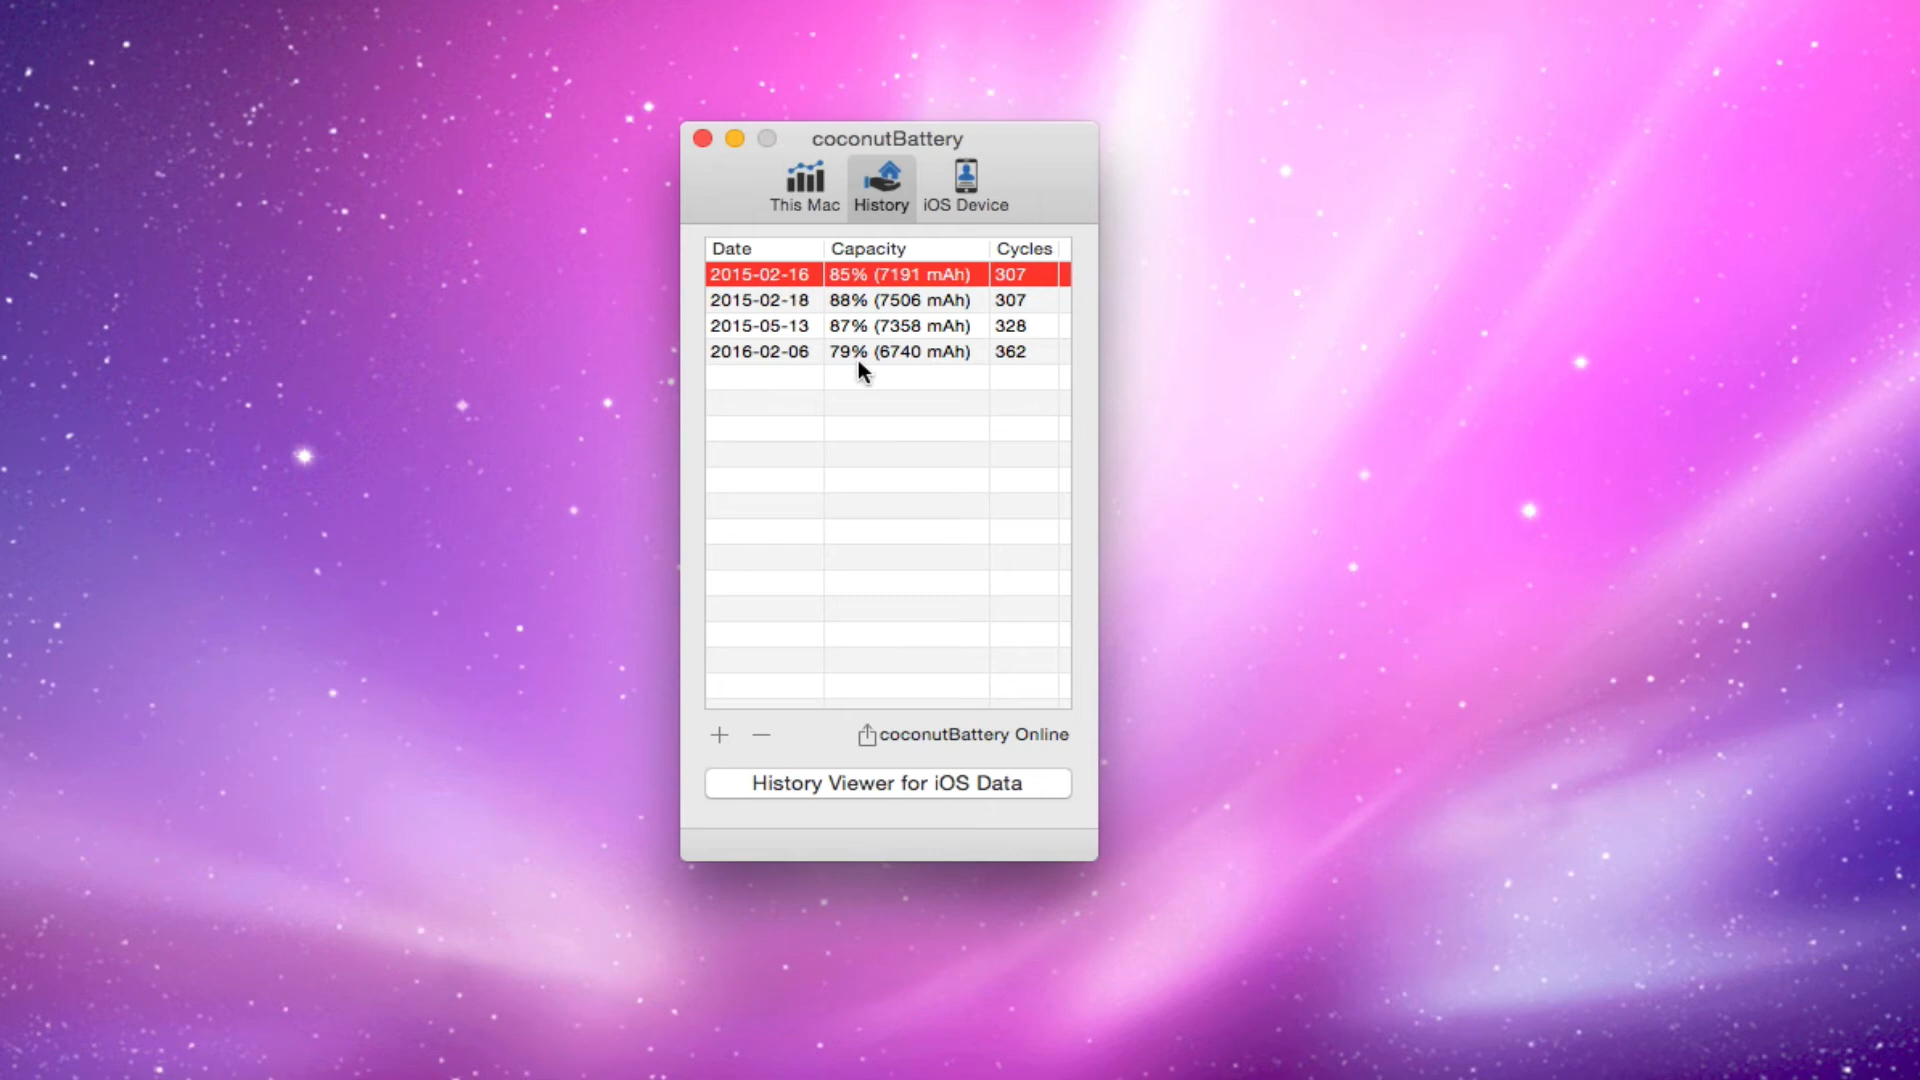 coconutBattery
This Mac History iOS Device
Date Capacity Cycles
2015-02-16 85% (7191 mAh) 307
2015-02-18 88% (7506 mAh) 307
2015-05-13 87% (7358 mAh) 328
2016-02-06 79% (6740 mAh) 362
+ − coconutBattery Online
History Viewer for iOS Data